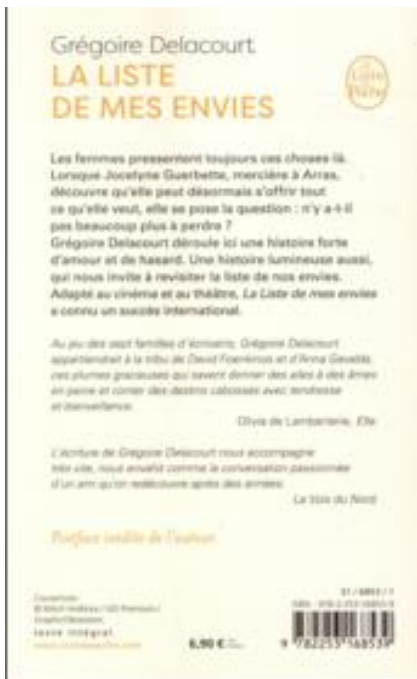 Grégoire Delacourt
LA LISTE
DE MES ENVIES
Le Livre
de Poche
Les femmes pressentent toujours ces choses-là.
Lorsque Jocelyne Guerbette, mercière à Arras,
découvre qu'elle peut désormais s'offrir tout
ce qu'elle veut, elle se pose la question : n'y a-t-il
pas beaucoup plus à perdre ?
Grégoire Delacourt déroule ici une histoire forte
d'amour et de hasard. Une histoire lumineuse aussi,
qui nous invite à revisiter la liste de nos envies.
Adapté au cinéma et au théâtre, La Liste de mes envies
a connu un succès international.
Au jeu des sept familles d'écrivains, Grégoire Delacourt
appartiendrait à la tribu de David Foenkinos et d'Anna Gavalda,
ces plumes gracieuses qui savent donner des ailes à des âmes
en peine et conter des destins cabossés avec tendresse
et bienveillance.
Olivia de Lamberterie, Elle
L'écriture de Grégoire Delacourt nous accompagne
très vite, nous envahit comme la conversation passionnée
d'un ami qu'on redécouvre après des années.
La Voix du Nord
Postface inédite de l'auteur.
Couverture :
texte intégral
6,90 €
31 / 6853 / 7
9 782253 168539